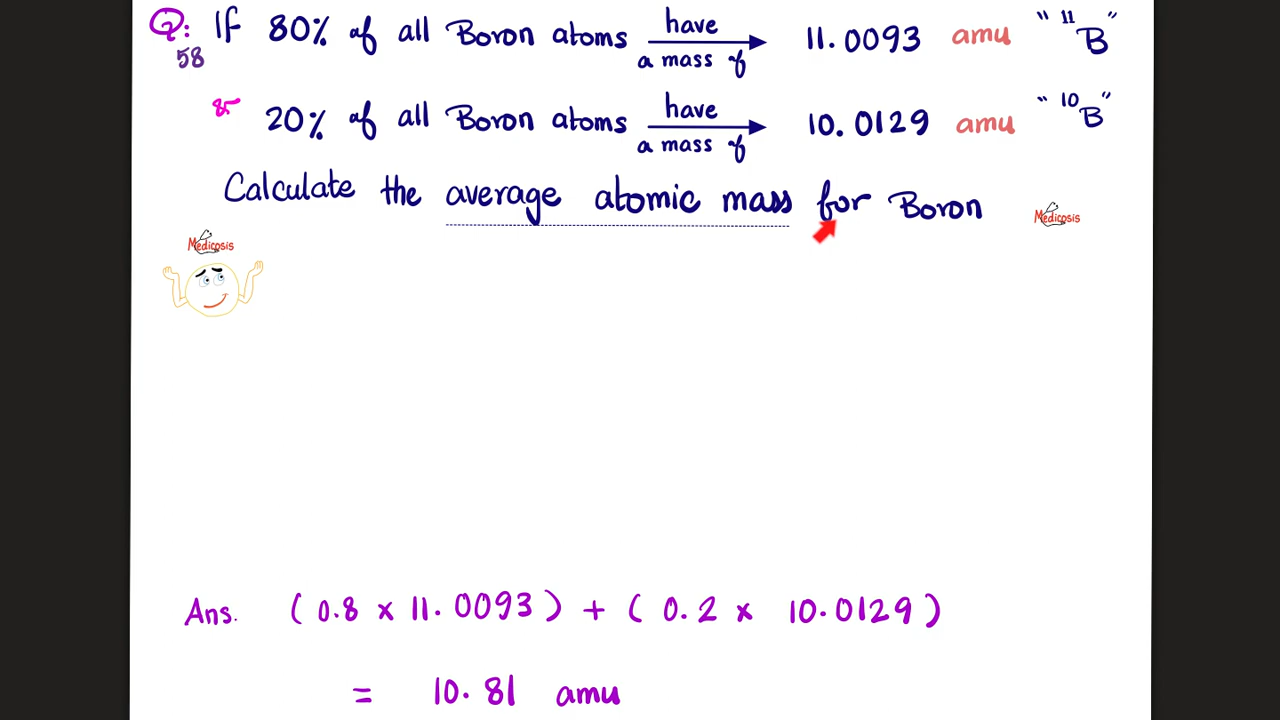 Q: If 80% of all Boron atoms have a mass of 11.0093 amu " ¹¹B "
58
& 20% of all Boron atoms have a mass of 10.0129 amu " ¹⁰B "
Calculate the average atomic mass for Boron
Medicosis
Medicosis
Ans. (0.8 x 11.0093) + (0.2 x 10.0129)
= 10.81 amu